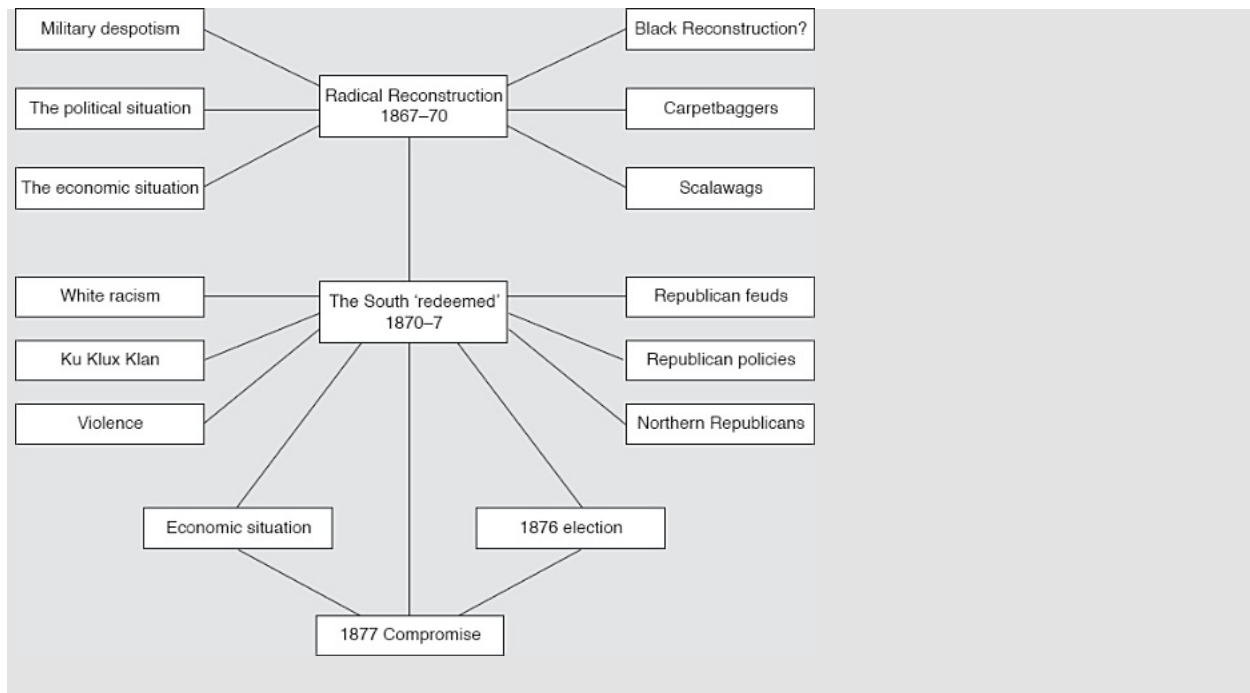 Military despotism
Black Reconstruction?
Radical Reconstruction
1867–70
The political situation
Carpetbaggers
The economic situation
Scalawags
White racism
The South ‘redeemed’
1870–7
Republican feuds
Ku Klux Klan
Republican policies
Violence
Northern Republicans
Economic situation
1876 election
1877 Compromise